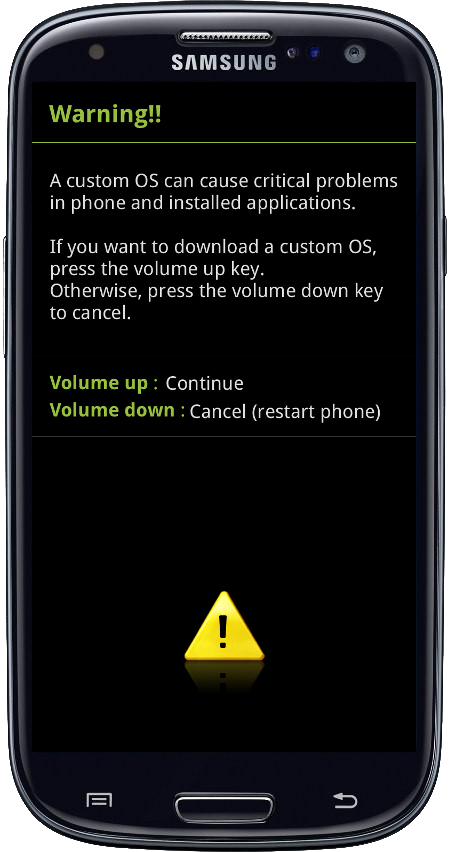 SAMSUNG
Warning!!
A custom OS can cause critical problems
in phone and installed applications.
If you want to download a custom OS,
press the volume up key.
Otherwise, press the volume down key
to cancel.
Volume up : Continue
Volume down : Cancel (restart phone)
!